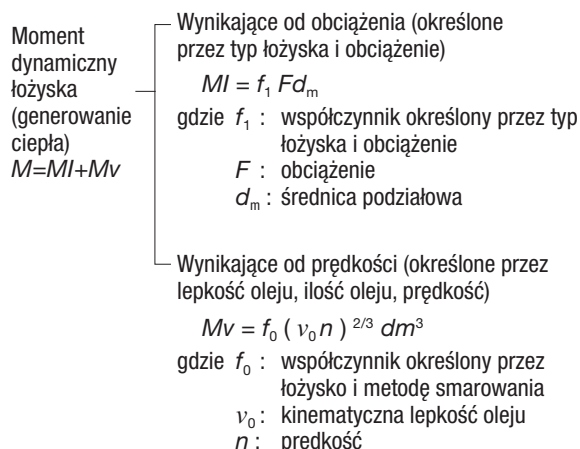 Moment
dynamiczny
łożyska
(generowanie
ciepła)
M=MI+Mv
Wynikające od obciążenia (określone
przez typ łożyska i obciążenie)
MI = f₁ Fdₘ
gdzie f₁ : współczynnik określony przez typ
łożyska i obciążenie
F : obciążenie
dₘ : średnica podziałowa
Wynikające od prędkości (określone przez
lepkość oleju, ilość oleju, prędkość)
Mv = f₀ ( ν₀ n ) ²/³ dm³
gdzie f₀ : współczynnik określony przez
łożysko i metodę smarowania
ν₀ : kinematyczna lepkość oleju
n : prędkość